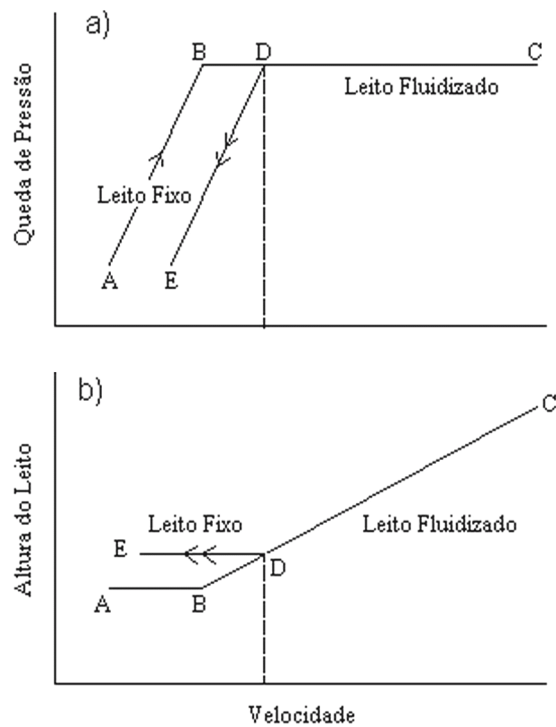 a)
B D C
Leito Fluidizado
Queda de Pressão
Leito Fixo
A E
b)
C
Altura do Leito
Leito Fixo Leito Fluidizado
E
D
A B
Velocidade